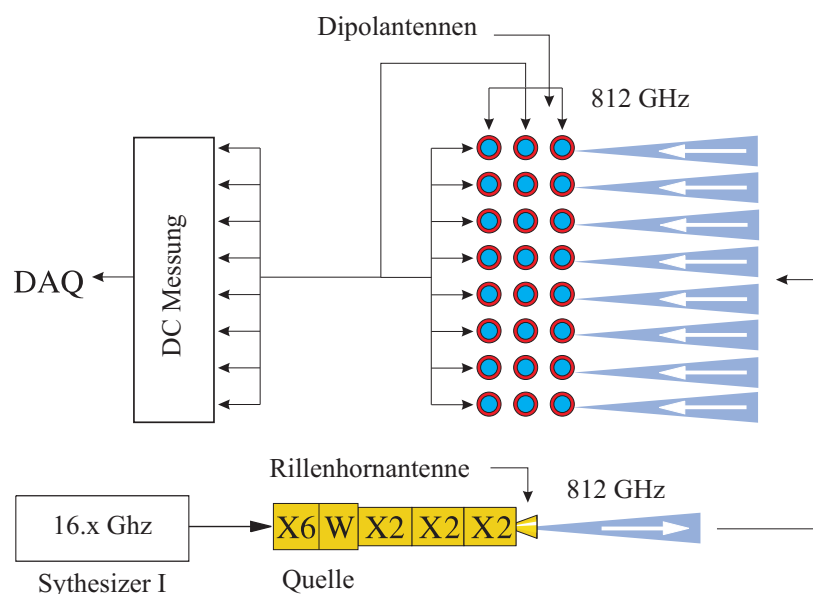 Dipolantennen
812 GHz
DC Messung
DAQ
Rillenhornantenne
812 GHz
16.x Ghz
X6 W X2 X2 X2
Sythesizer I
Quelle